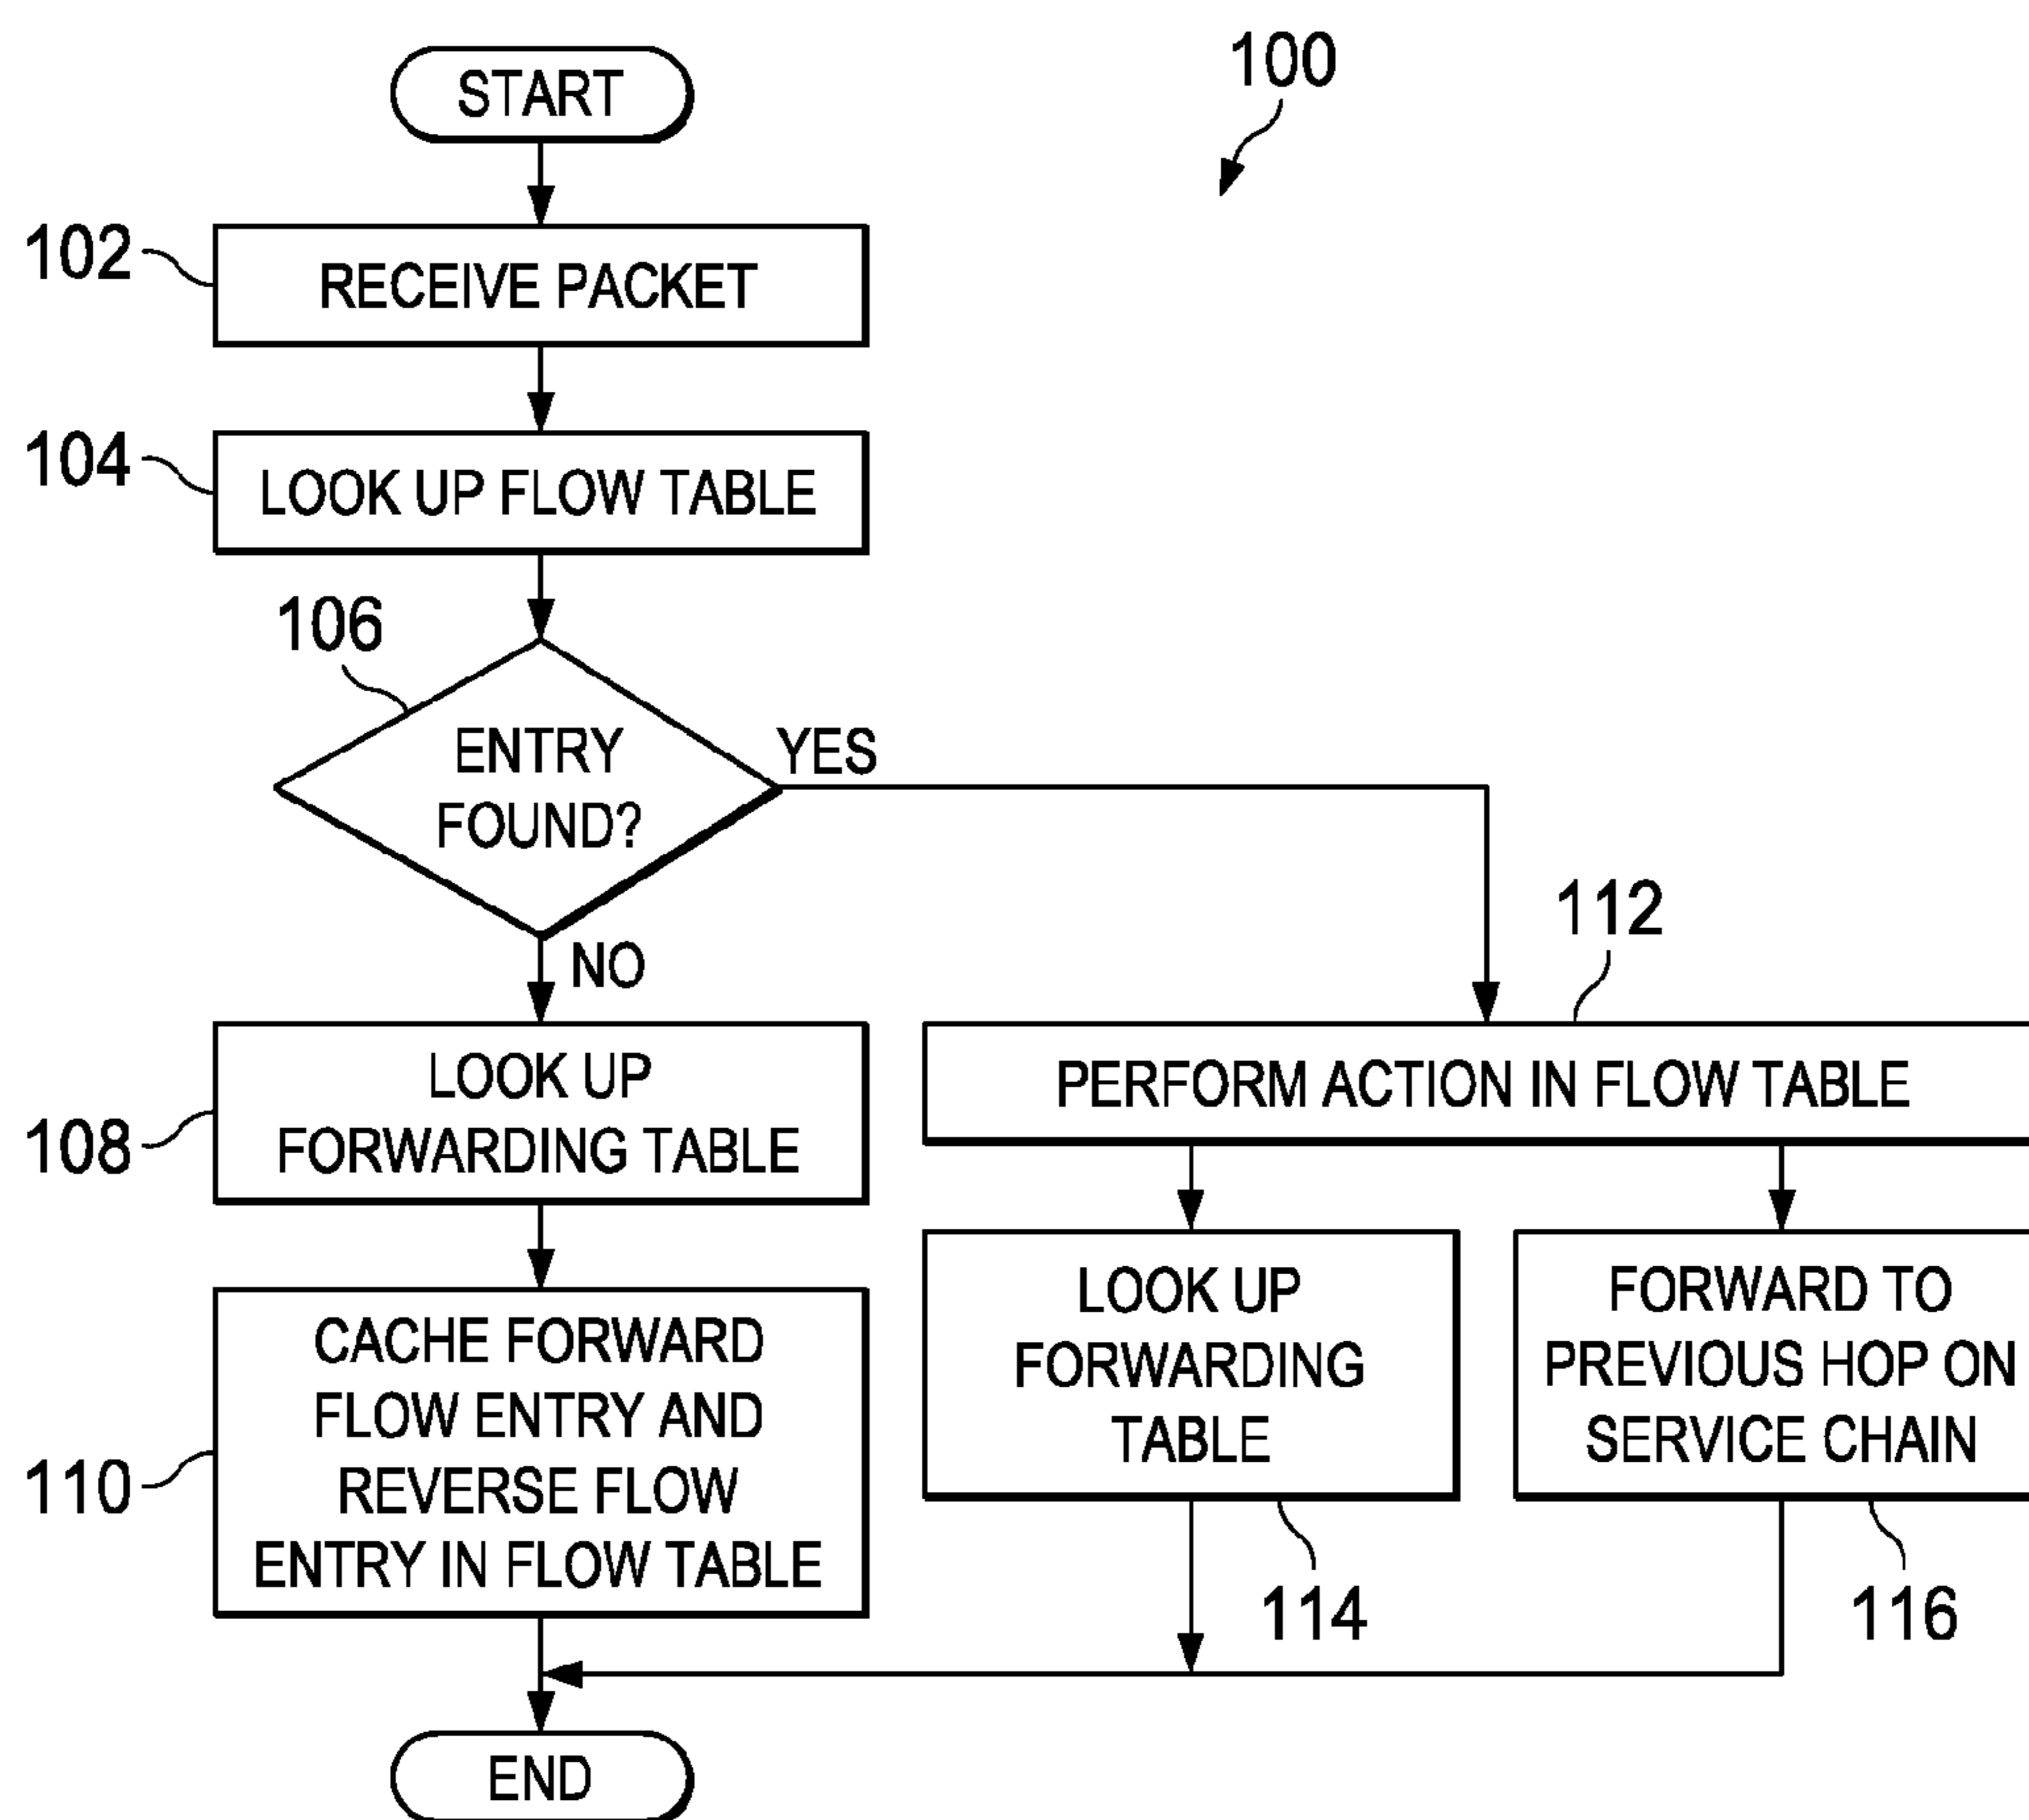 START
100
102
RECEIVE PACKET
104
LOOK UP FLOW TABLE
106
ENTRY
FOUND?
YES
NO
112
PERFORM ACTION IN FLOW TABLE
108
LOOK UP
FORWARDING TABLE
110
CACHE FORWARD
FLOW ENTRY AND
REVERSE FLOW
ENTRY IN FLOW TABLE
LOOK UP
FORWARDING
TABLE
114
FORWARD TO
PREVIOUS HOP ON
SERVICE CHAIN
116
END